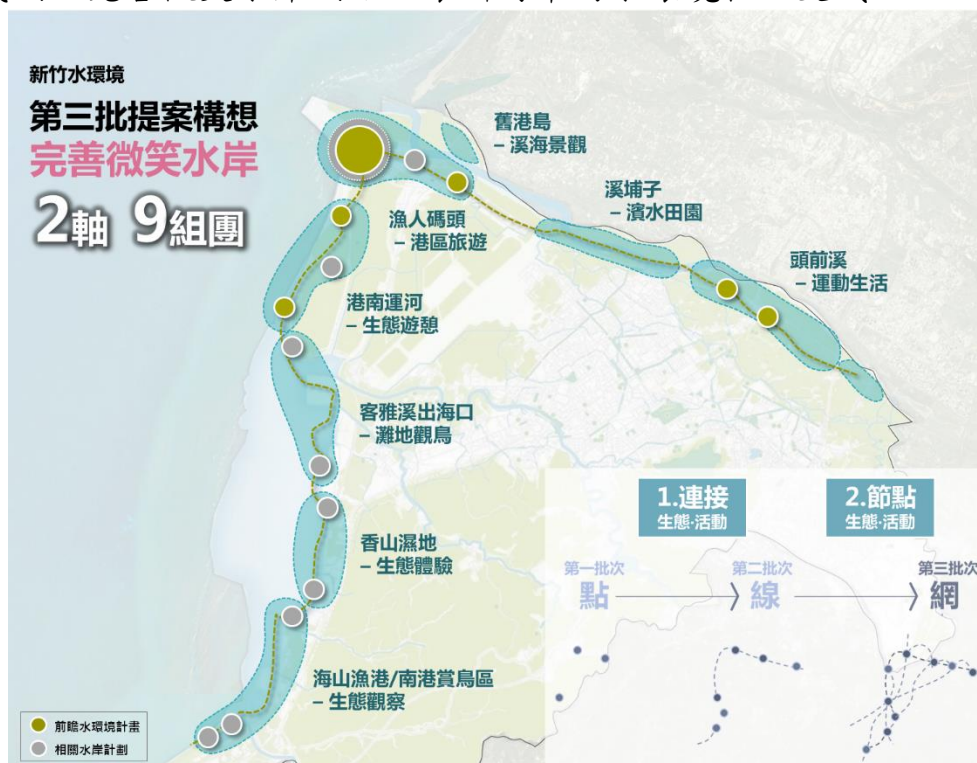 新竹水環境
第三批提案構想
完善微笑水岸
2軸 9組團
舊港島
– 溪海景觀
溪埔子
– 濱水田園
頭前溪
– 運動生活
漁人碼頭
– 港區旅遊
港南運河
– 生態遊憩
客雅溪出海口
– 灘地觀鳥
香山濕地
– 生態體驗
海山漁港/南港賞鳥區
– 生態觀察
1.連接
生態·活動
2.節點
生態·活動
第一批次
點
第二批次
線
第三批次
網
前瞻水環境計畫
相關水岸計劃